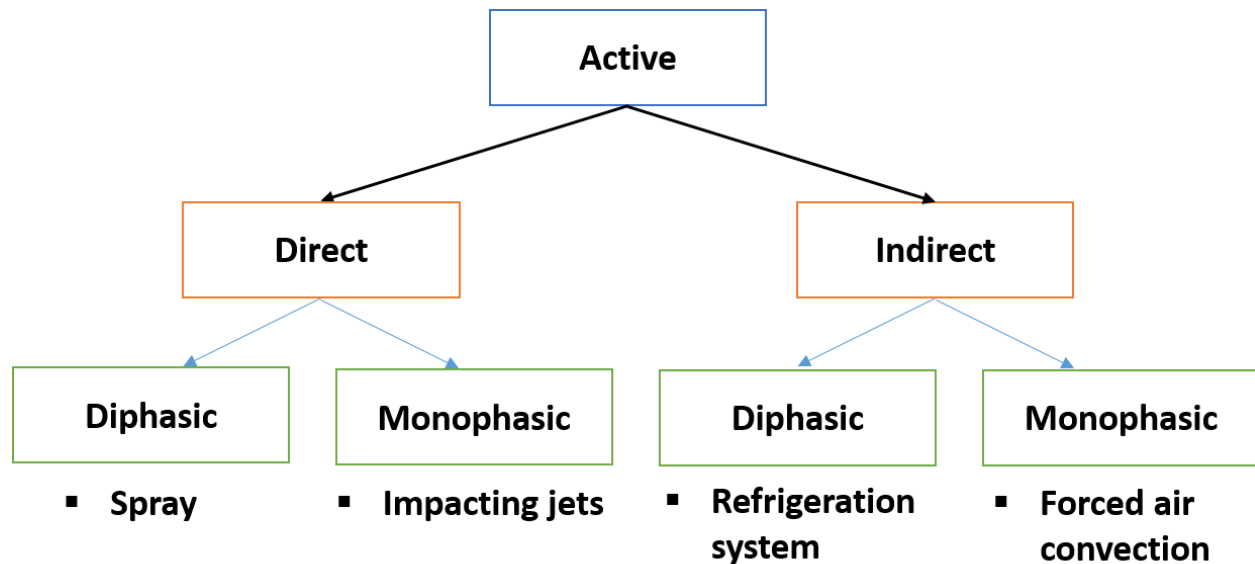 Active
Direct
Indirect
Diphasic
Monophasic
Diphasic
Monophasic
▪ Spray
▪ Impacting jets
▪ Refrigeration
system
▪ Forced air
convection